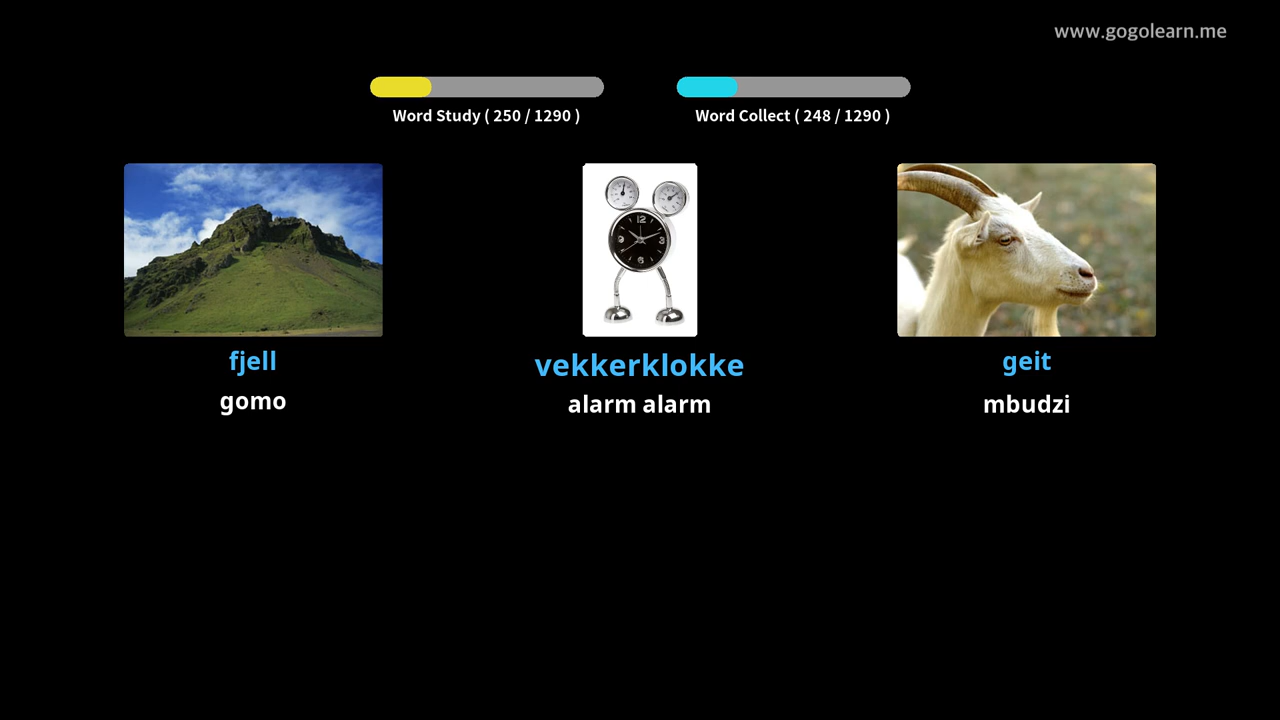 www.gogolearn.me
Word Study ( 250 / 1290 )
Word Collect ( 248 / 1290 )
fjell
gomo
vekkerklokke
alarm alarm
geit
mbudzi